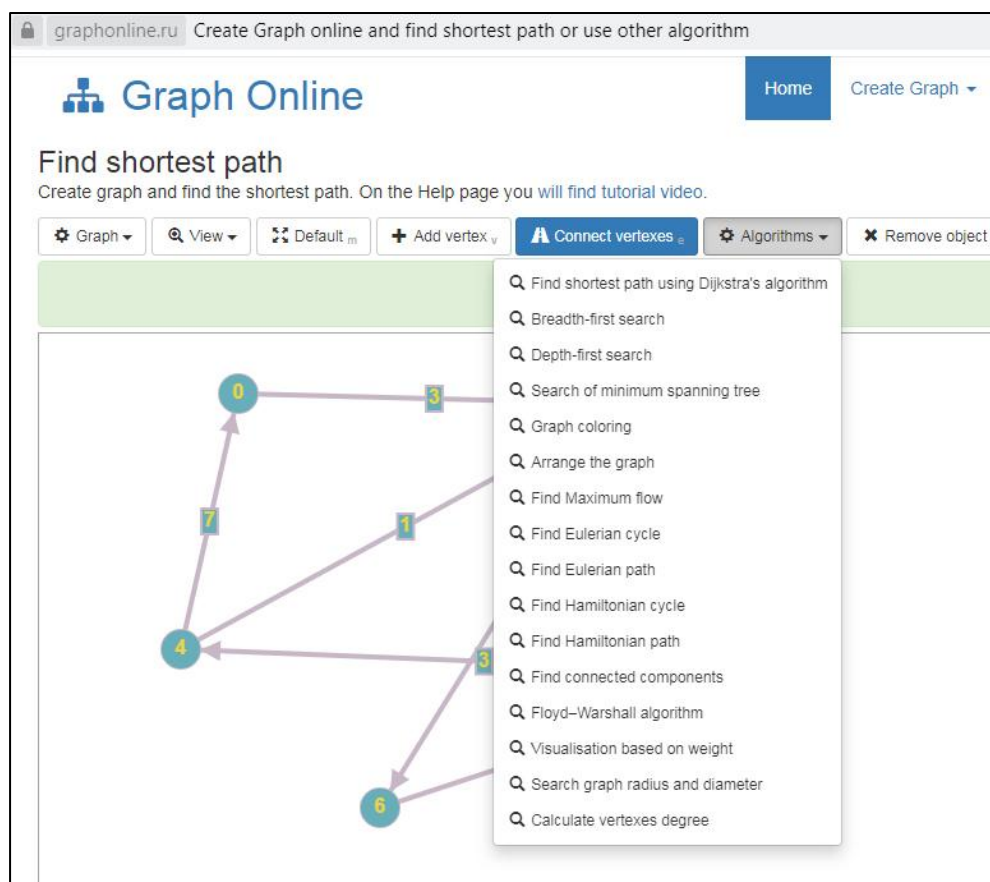 graphonline.ru Create Graph online and find shortest path or use other algorithm
Graph Online
Home
Create Graph
Find shortest path
Create graph and find the shortest path. On the Help page you will find tutorial video.
Graph View Default m Add vertex v Connect vertexes e Algorithms Remove object
Find shortest path using Dijkstra's algorithm
Breadth-first search
Depth-first search
Search of minimum spanning tree
Graph coloring
Arrange the graph
Find Maximum flow
Find Eulerian cycle
Find Eulerian path
Find Hamiltonian cycle
Find Hamiltonian path
Find connected components
Floyd–Warshall algorithm
Visualisation based on weight
Search graph radius and diameter
Calculate vertexes degree
0
3
7
1
4
3
6